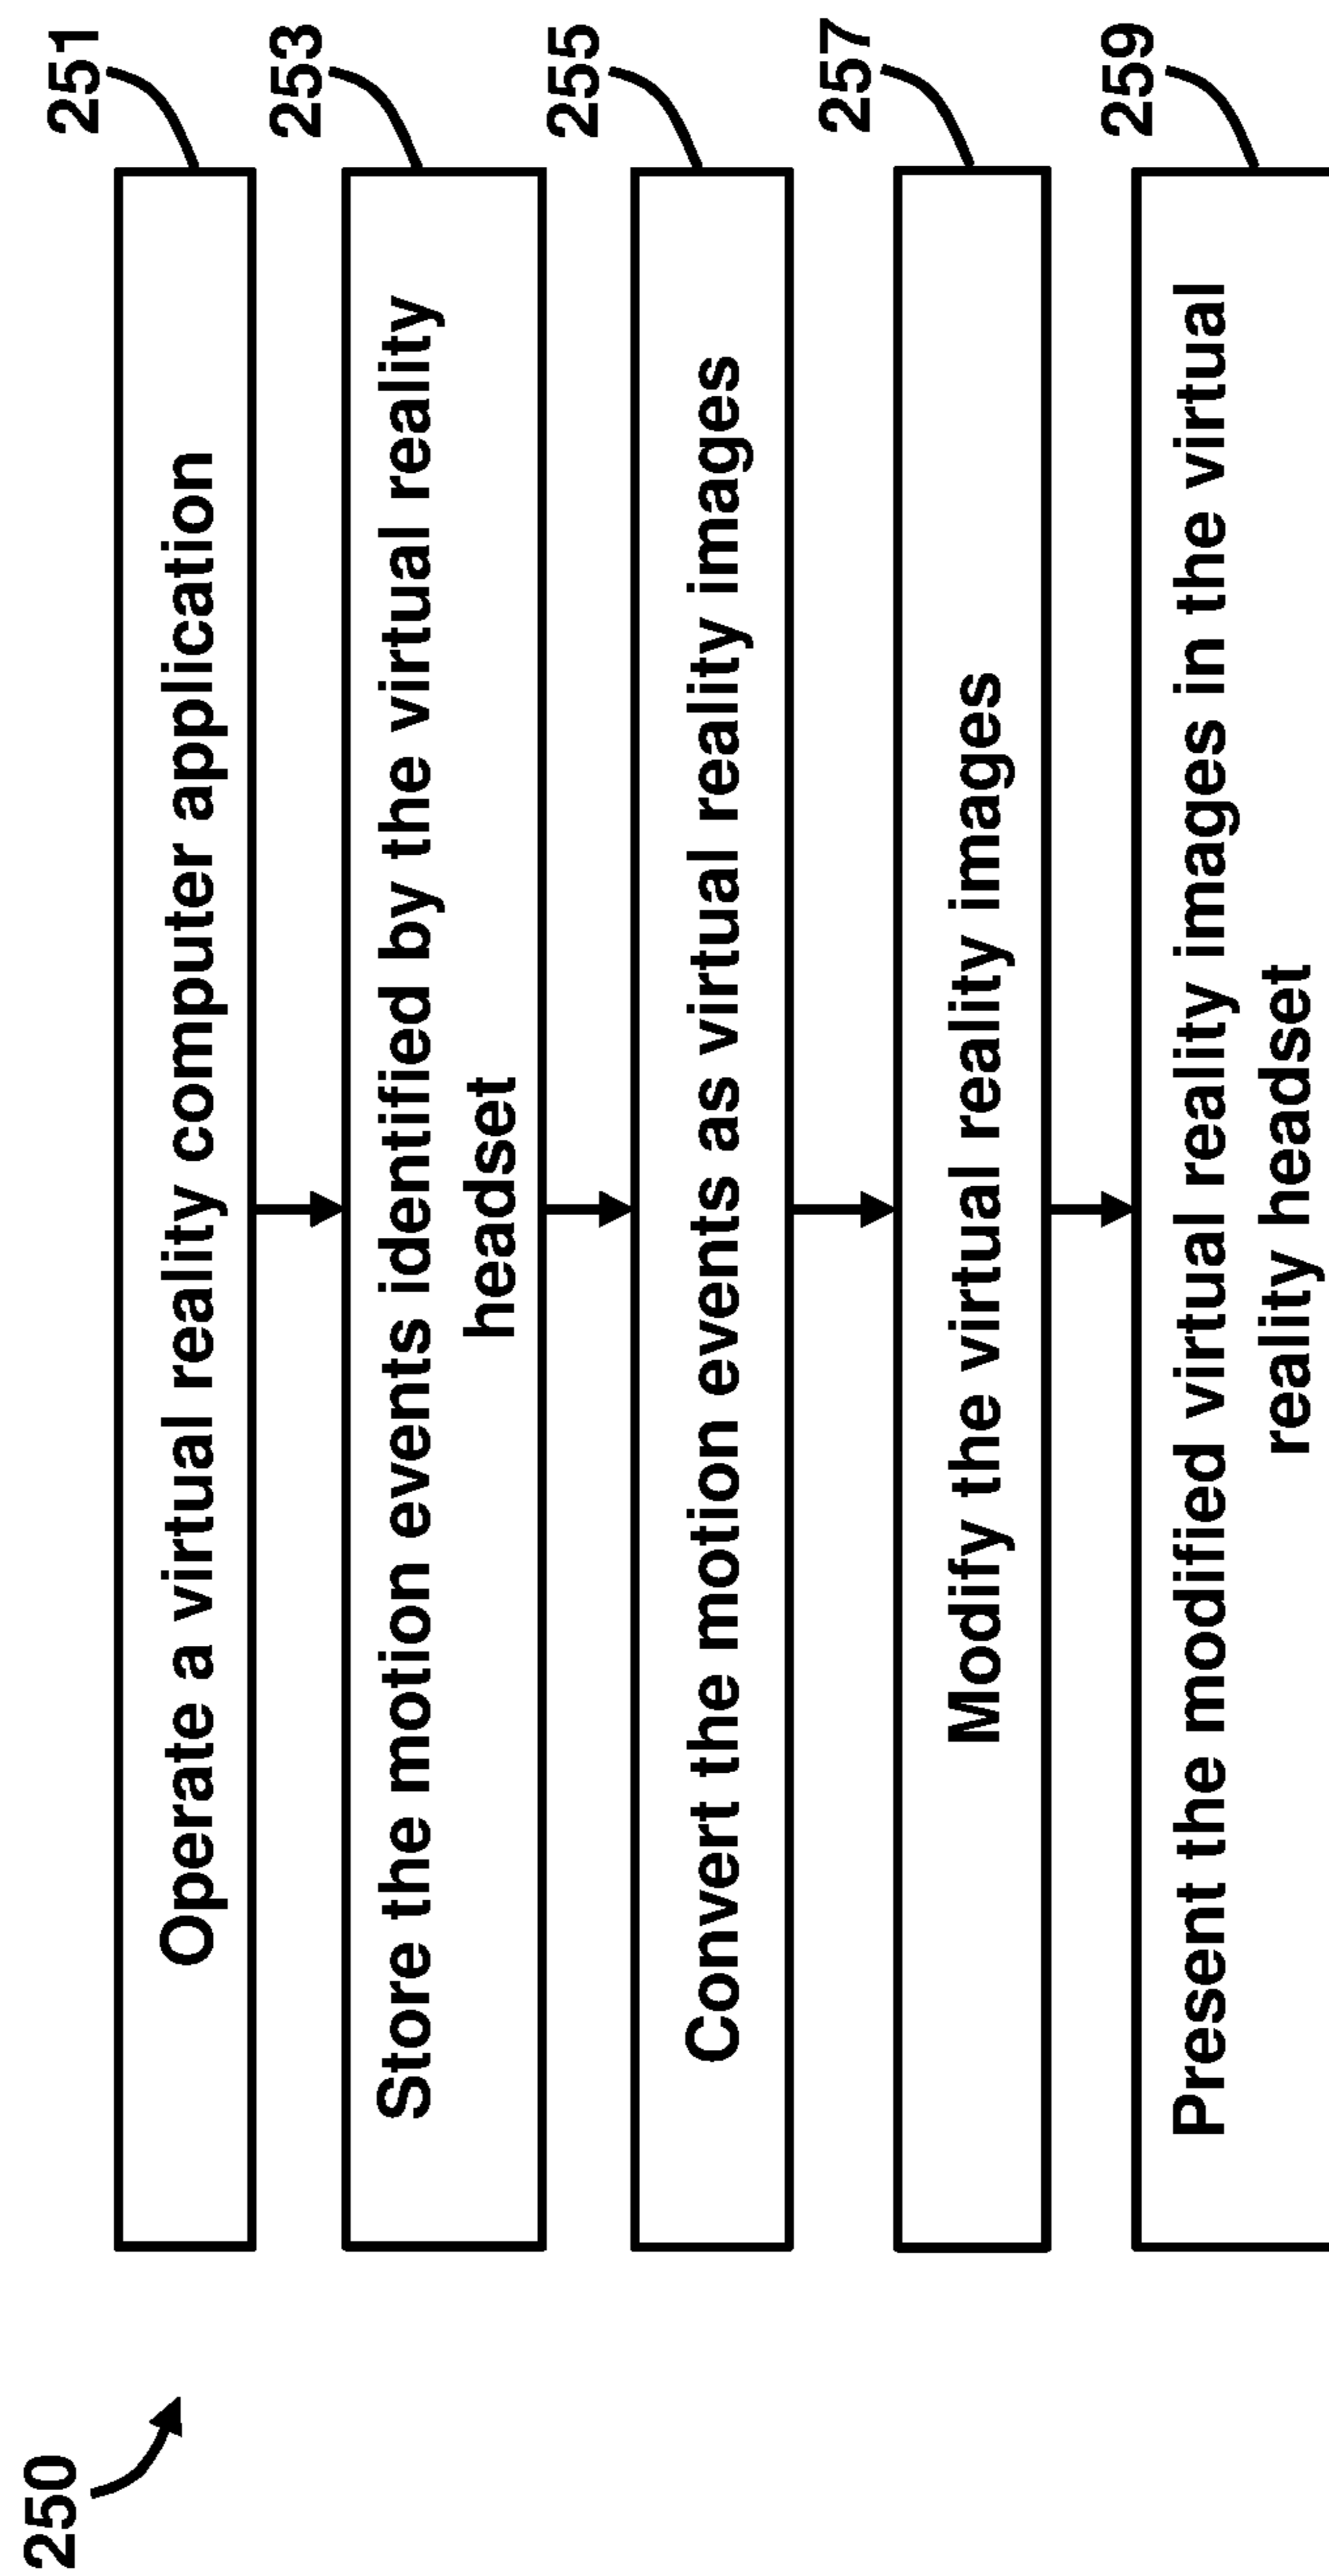 250
251
Operate a virtual reality computer application
253
Store the motion events identified by the virtual reality
headset
255
Convert the motion events as virtual reality images
257
Modify the virtual reality images
259
Present the modified virtual reality images in the virtual
reality headset